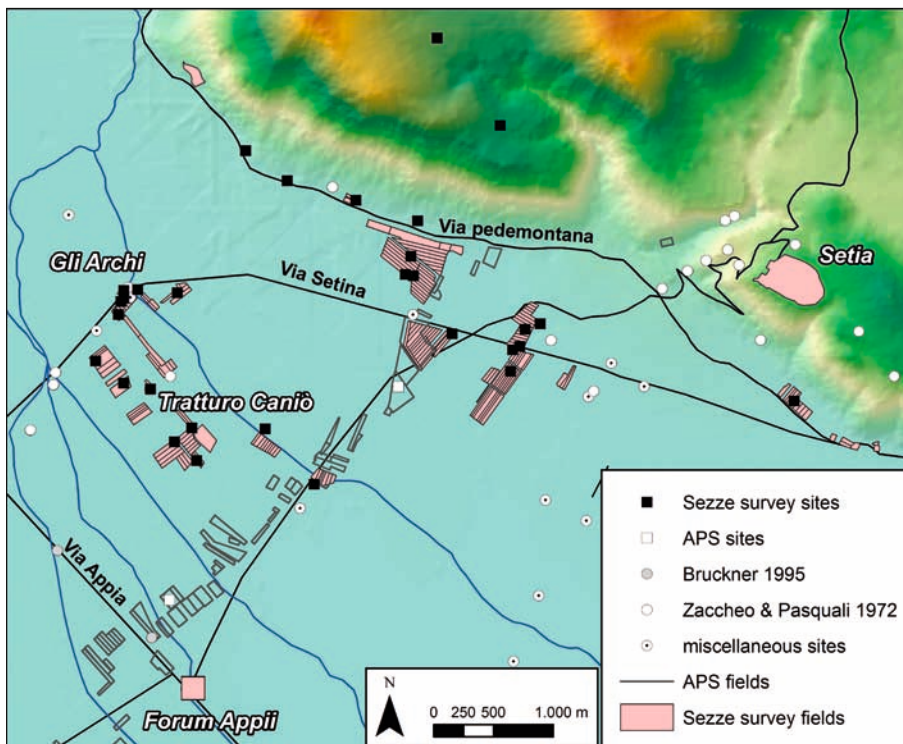 Via pedemontana
Gli Archi
Via Setina
Setia
Tratturo Caniò
Via Appia
Forum Appii
N
0 250 500 1.000 m
Sezze survey sites
APS sites
Bruckner 1995
Zaccheo & Pasquali 1972
miscellaneous sites
APS fields
Sezze survey fields